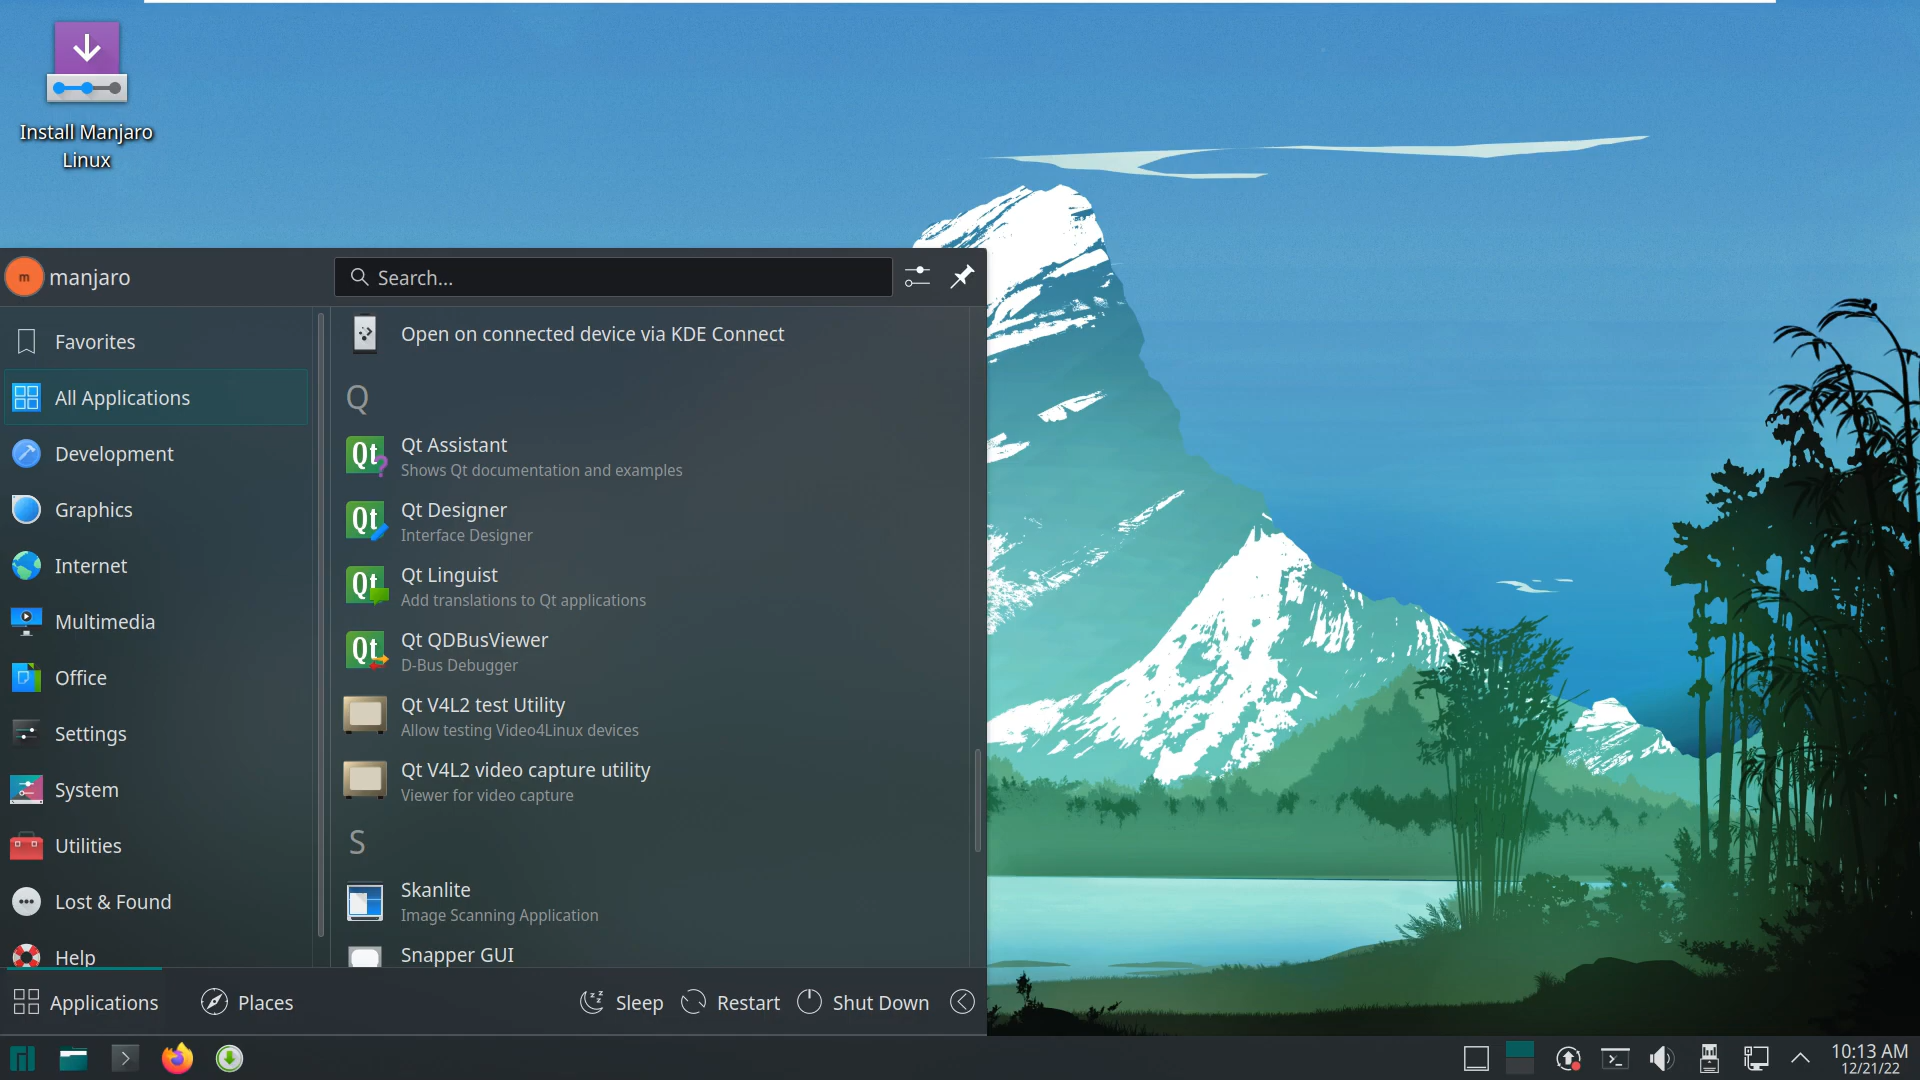 Install Manjaro
Linux
m
manjaro
Search...
Favorites
All Applications
Development
Graphics
Internet
Multimedia
Office
Settings
System
Utilities
Lost & Found
Help
Open on connected device via KDE Connect
Q
Qt
Qt Assistant
Shows Qt documentation and examples
Qt
Qt Designer
Interface Designer
Qt
Qt Linguist
Add translations to Qt applications
Qt
Qt QDBusViewer
D-Bus Debugger
Qt V4L2 test Utility
Allow testing Video4Linux devices
Qt V4L2 video capture utility
Viewer for video capture
S
Skanlite
Image Scanning Application
Snapper GUI
Applications
Places
Sleep
Restart
Shut Down
10:13 AM
12/21/22